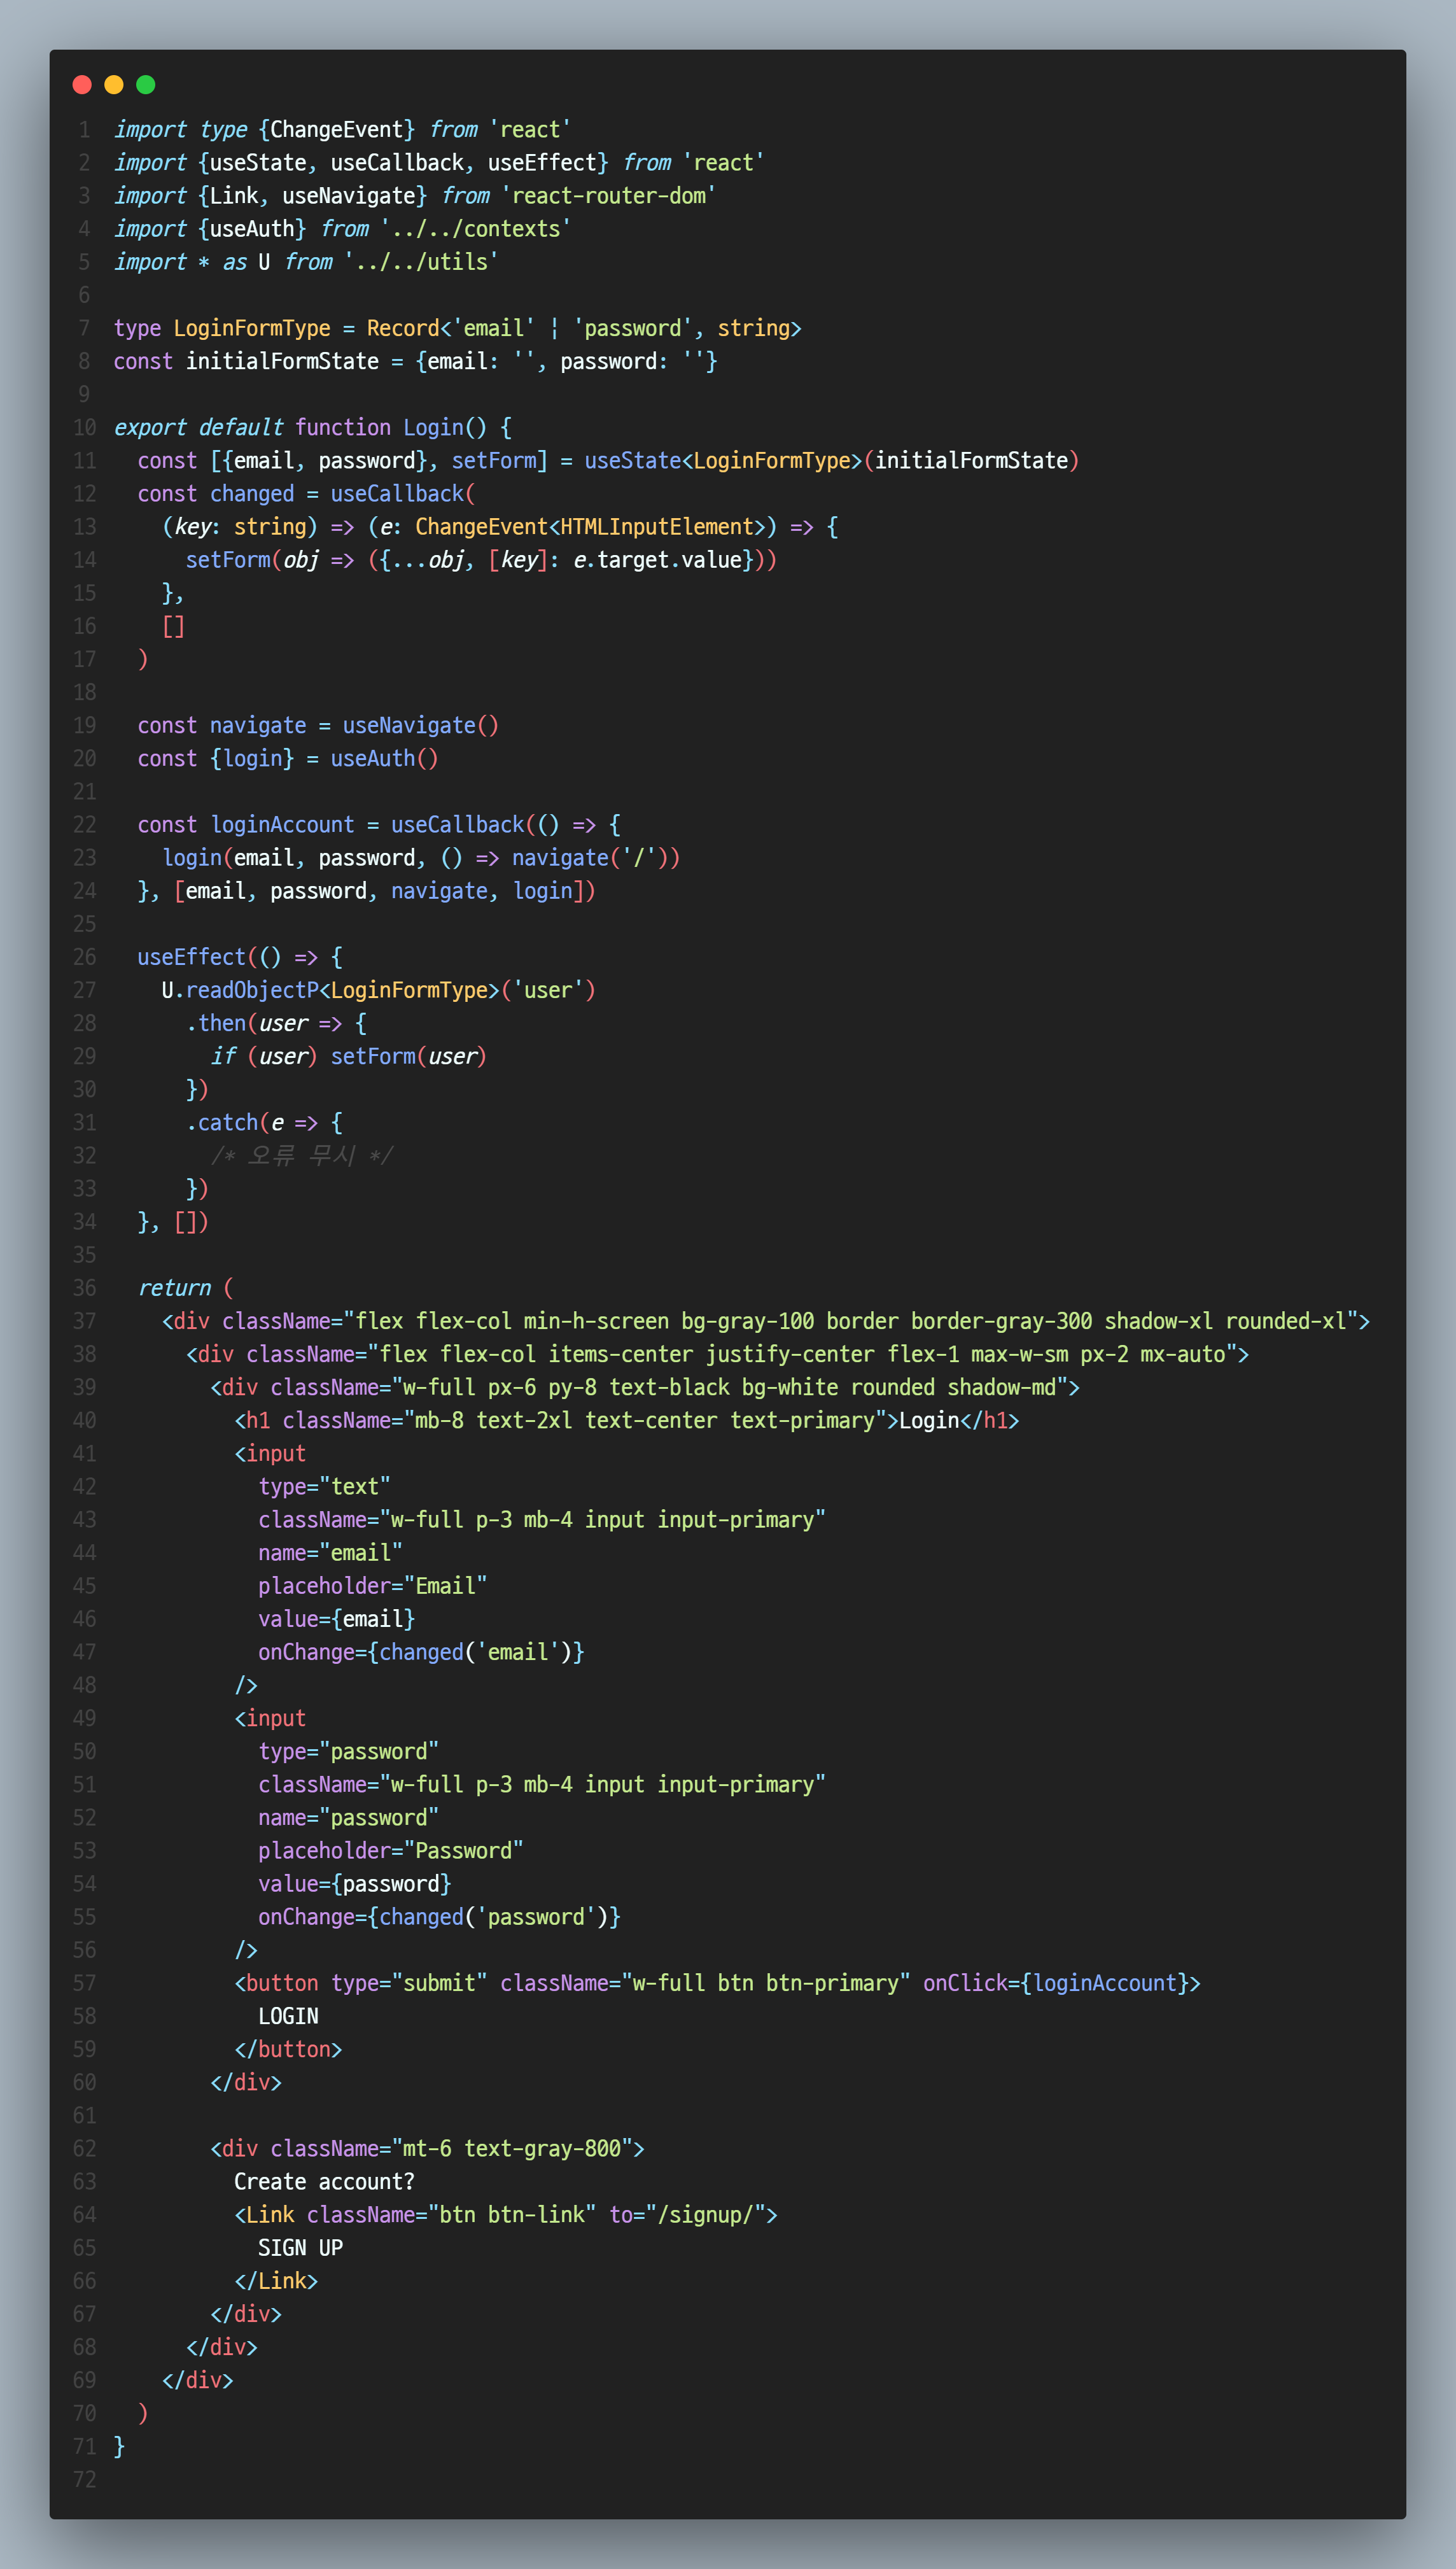 1 import type {ChangeEvent} from 'react'
2 import {useState, useCallback, useEffect} from 'react'
3 import {Link, useNavigate} from 'react-router-dom'
4 import {useAuth} from '../../contexts'
5 import * as U from '../../utils'
6
7 type LoginFormType = Record<'email' | 'password', string>
8 const initialFormState = {email: '', password: ''}
9
10 export default function Login() {
11   const [{email, password}, setForm] = useState<LoginFormType>(initialFormState)
12   const changed = useCallback(
13     (key: string) => (e: ChangeEvent<HTMLInputElement>) => {
14       setForm(obj => ({...obj, [key]: e.target.value}))
15     },
16     []
17   )
18
19   const navigate = useNavigate()
20   const {login} = useAuth()
21
22   const loginAccount = useCallback(() => {
23     login(email, password, () => navigate('/'))
24   }, [email, password, navigate, login])
25
26   useEffect(() => {
27     U.readObjectP<LoginFormType>('user')
28       .then(user => {
29         if (user) setForm(user)
30       })
31       .catch(e => {
32         /* 오류 무시 */
33       })
34   }, [])
35
36   return (
37     <div className="flex flex-col min-h-screen bg-gray-100 border border-gray-300 shadow-xl rounded-xl">
38       <div className="flex flex-col items-center justify-center flex-1 max-w-sm px-2 mx-auto">
39         <div className="w-full px-6 py-8 text-black bg-white rounded shadow-md">
40           <h1 className="mb-8 text-2xl text-center text-primary">Login</h1>
41           <input
42             type="text"
43             className="w-full p-3 mb-4 input input-primary"
44             name="email"
45             placeholder="Email"
46             value={email}
47             onChange={changed('email')}
48           />
49           <input
50             type="password"
51             className="w-full p-3 mb-4 input input-primary"
52             name="password"
53             placeholder="Password"
54             value={password}
55             onChange={changed('password')}
56           />
57           <button type="submit" className="w-full btn btn-primary" onClick={loginAccount}>
58             LOGIN
59           </button>
60         </div>
61
62         <div className="mt-6 text-gray-800">
63           Create account?
64           <Link className="btn btn-link" to="/signup/">
65             SIGN UP
66           </Link>
67         </div>
68       </div>
69     </div>
70   )
71 }
72